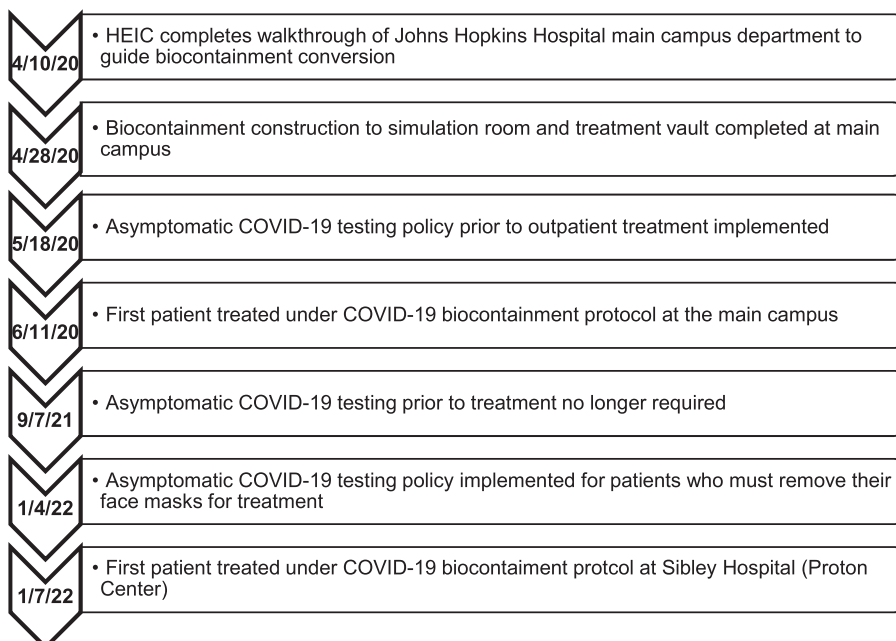 4/10/20
• HEIC completes walkthrough of Johns Hopkins Hospital main campus department to
guide biocontainment conversion
4/28/20
• Biocontainment construction to simulation room and treatment vault completed at main
campus
5/18/20
• Asymptomatic COVID-19 testing policy prior to outpatient treatment implemented
6/11/20
• First patient treated under COVID-19 biocontainment protocol at the main campus
9/7/21
• Asymptomatic COVID-19 testing prior to treatment no longer required
1/4/22
• Asymptomatic COVID-19 testing policy implemented for patients who must remove their
face masks for treatment
1/7/22
• First patient treated under COVID-19 biocontaiment protcol at Sibley Hospital (Proton
Center)